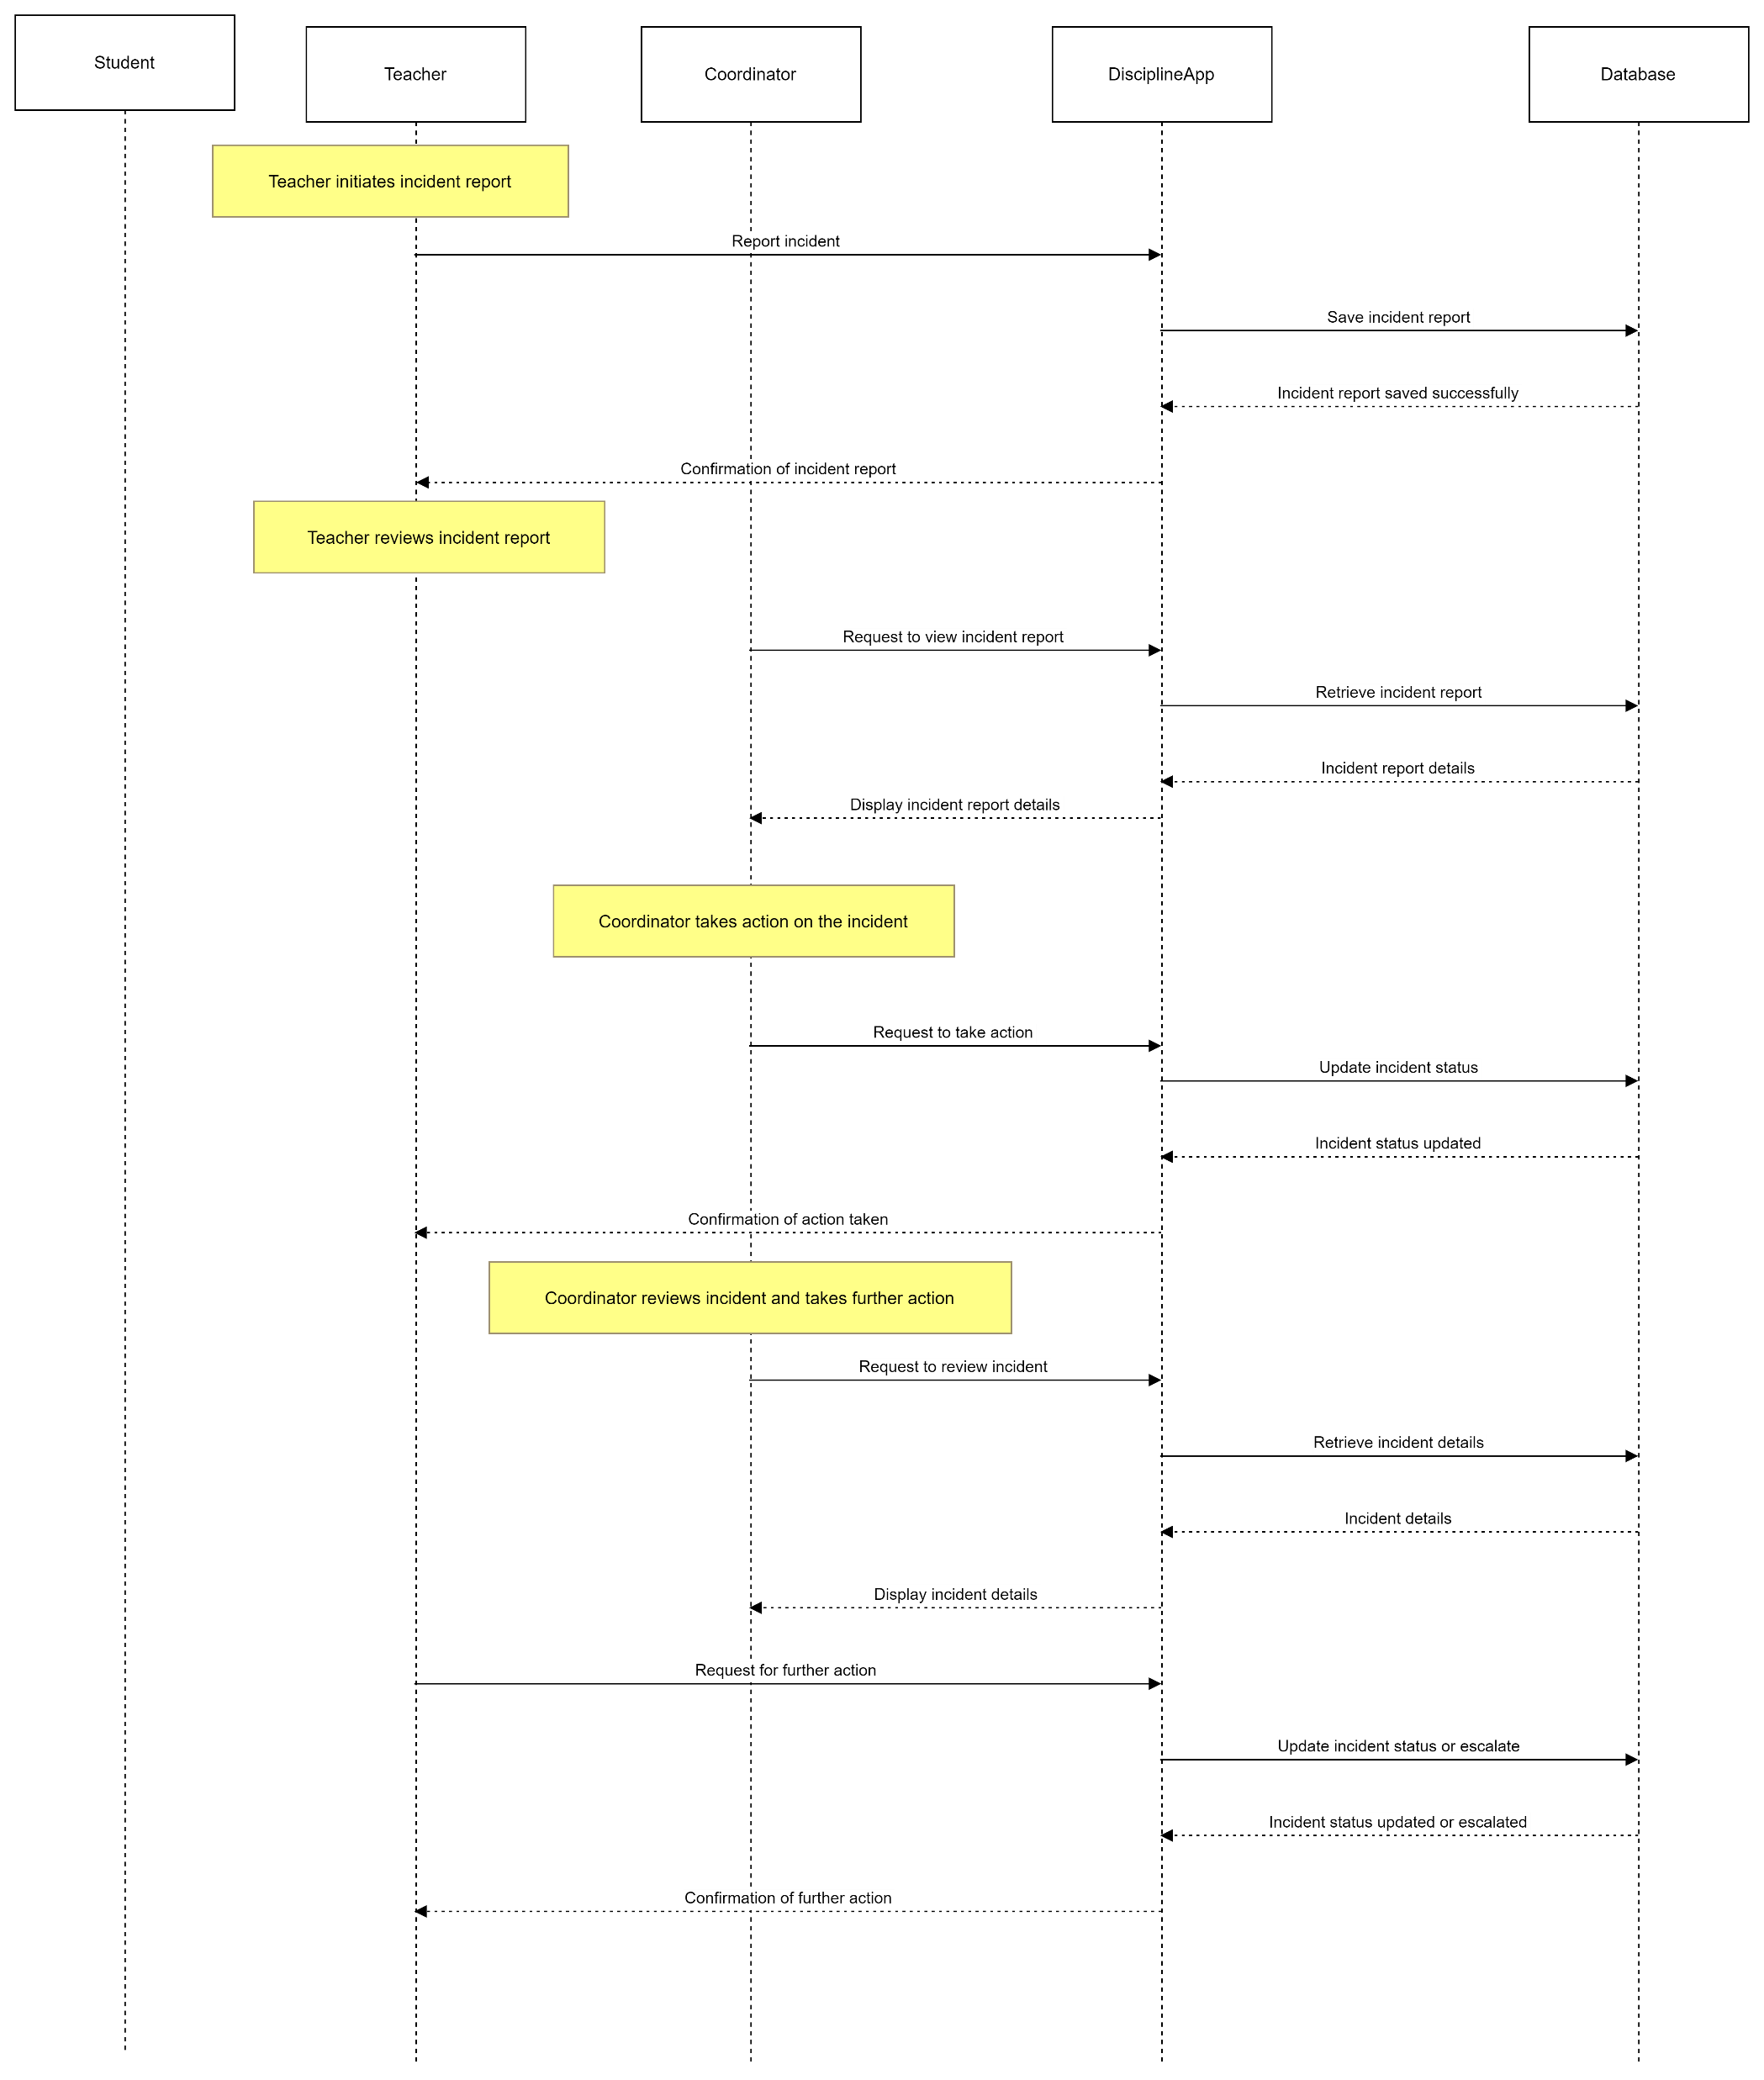 Student
Teacher
Coordinator
DisciplineApp
Database
Teacher initiates incident report
Report incident
Save incident report
Incident report saved successfully
Confirmation of incident report
Teacher reviews incident report
Request to view incident report
Retrieve incident report
Incident report details
Display incident report details
Coordinator takes action on the incident
Request to take action
Update incident status
Incident status updated
Confirmation of action taken
Coordinator reviews incident and takes further action
Request to review incident
Retrieve incident details
Incident details
Display incident details
Request for further action
Update incident status or escalate
Incident status updated or escalated
Confirmation of further action